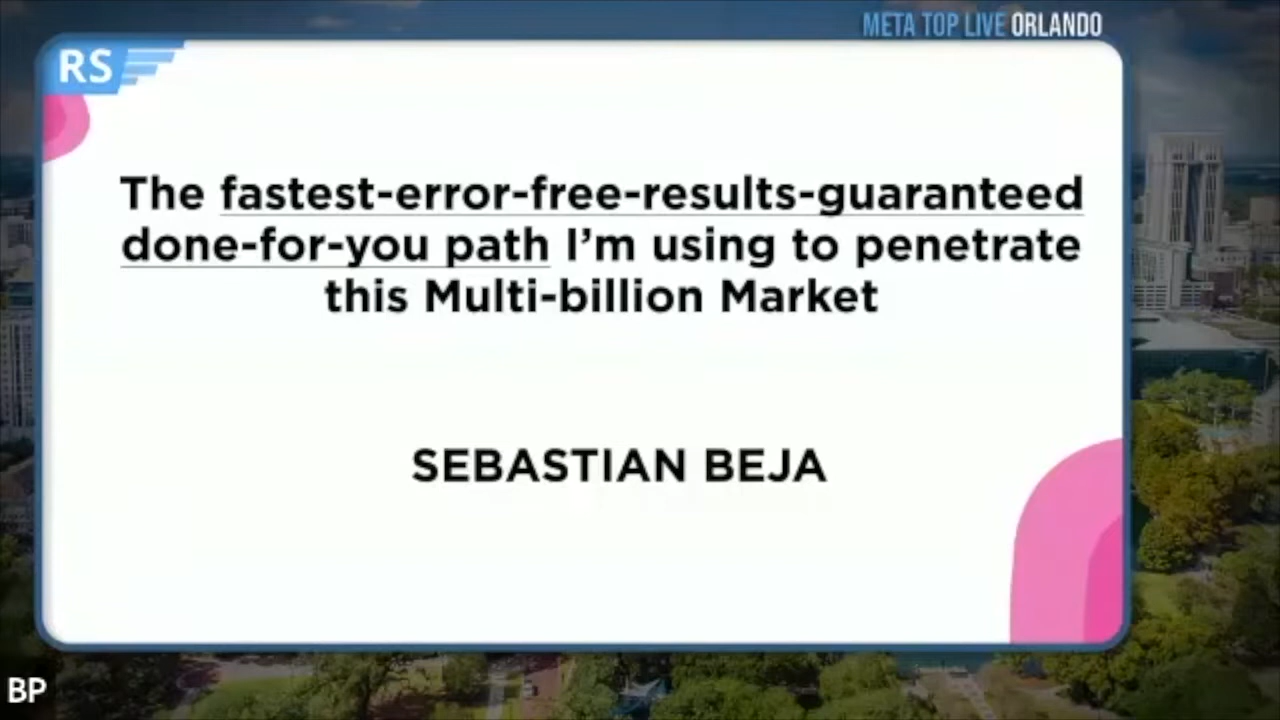 META TOP LIVE ORLANDO
RS
The fastest-error-free-results-guaranteed
done-for-you path I'm using to penetrate
this Multi-billion Market
SEBASTIAN BEJA
BP